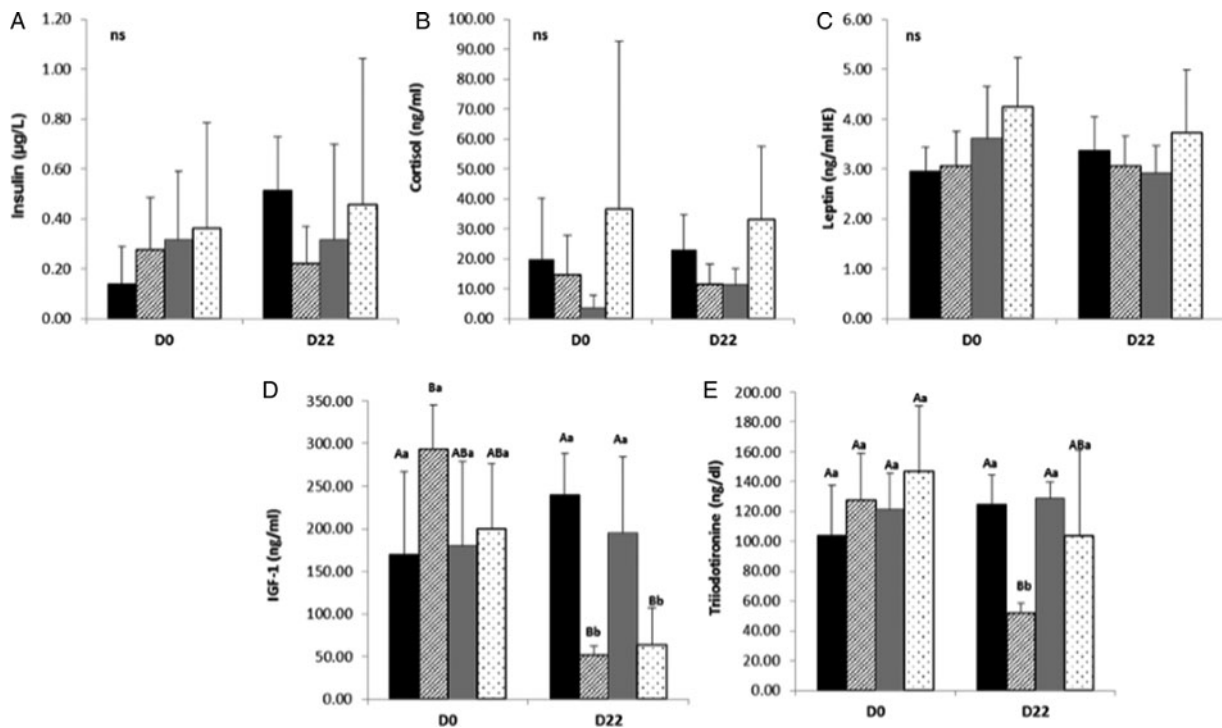 A
ns
Insulin (µg/L)
1.20
1.00
0.80
0.60
0.40
0.20
0.00
D0 D22
B
ns
Cortisol (ng/ml)
100.00
90.00
80.00
70.00
60.00
50.00
40.00
30.00
20.00
10.00
0.00
D0 D22
C
ns
Leptin (ng/ml HE)
6.00
5.00
4.00
3.00
2.00
1.00
0.00
D0 D22
D
IGF-1 (ng/ml)
350.00
300.00
250.00
200.00
150.00
100.00
50.00
0.00
Aa Ba ABa ABa Aa Bb Aa Bb
D0 D22
E
Triiodotironine (ng/dl)
200.00
180.00
160.00
140.00
120.00
100.00
80.00
60.00
40.00
20.00
0.00
Aa Aa Aa Aa Aa Bb Aa ABa
D0 D22